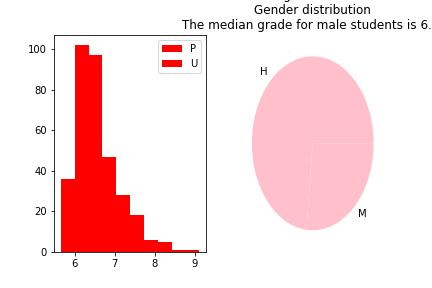 Gender distribution
The median grade for male students is 6.
P
U
100
80
60
40
20
0
6 7 8 9
H
M